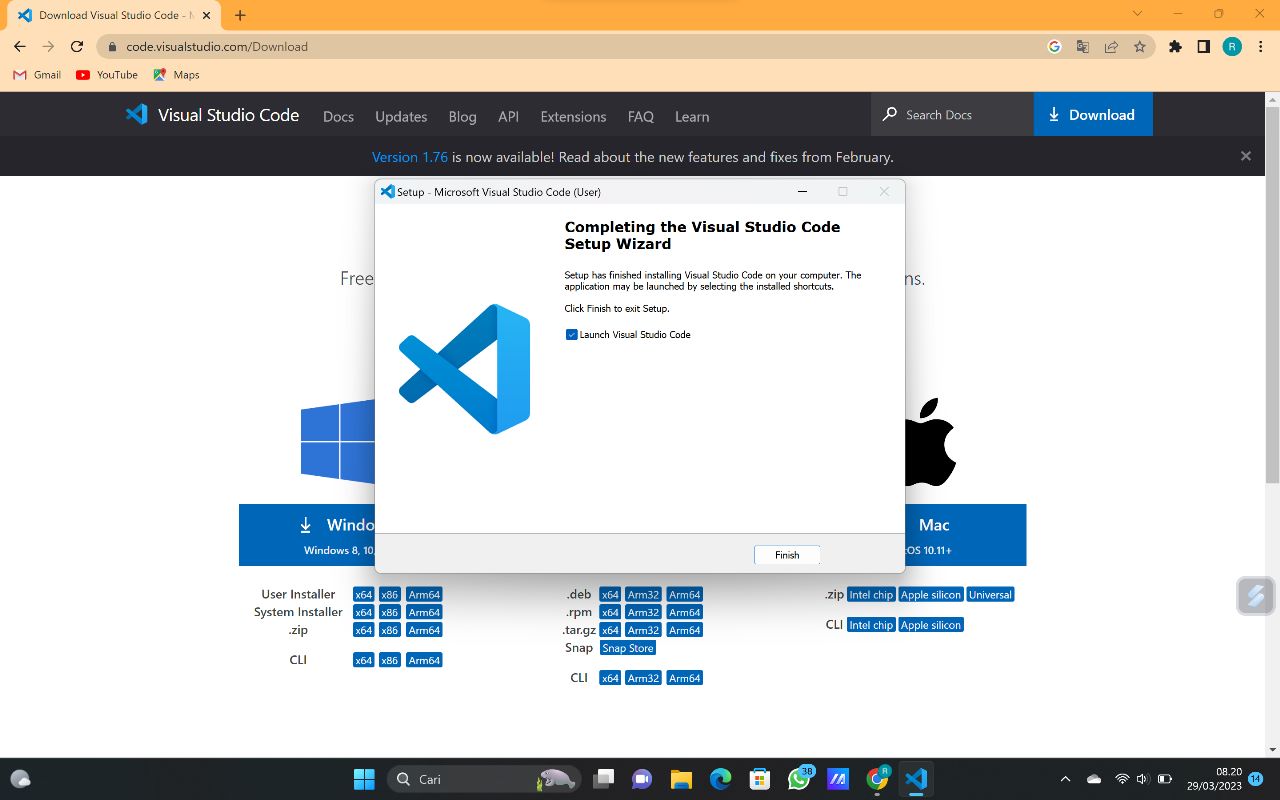 Download Visual Studio Code -
code.visualstudio.com/Download
R
Gmail
YouTube
Maps
Visual Studio Code
Docs
Updates
Blog
API
Extensions
FAQ
Learn
Search Docs
Download
Version 1.76 is now available! Read about the new features and fixes from February.
Setup - Microsoft Visual Studio Code (User)
Completing the Visual Studio Code
Setup Wizard
Setup has finished installing Visual Studio Code on your computer. The
application may be launched by selecting the installed shortcuts.
Click Finish to exit Setup.
Launch Visual Studio Code
Finish
Free
ns.
Windo
Windows 8, 10,
Mac
OS 10.11+
User Installer x64 x86 Arm64
System Installer x64 x86 Arm64
.zip x64 x86 Arm64
CLI x64 x86 Arm64
.deb x64 Arm32 Arm64
.rpm x64 Arm32 Arm64
.tar.gz x64 Arm32 Arm64
Snap Snap Store
CLI x64 Arm32 Arm64
.zip Intel chip Apple silicon Universal
CLI Intel chip Apple silicon
Cari
38
R
08.20
29/03/2023
14